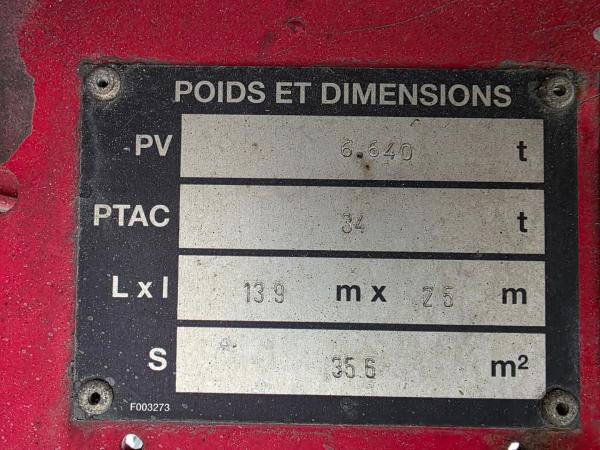 POIDS ET DIMENSIONS
PV 6.640 t
PTAC 34 t
L x l 13.9 m x 2 5 m
S 35.6 m²
F003273